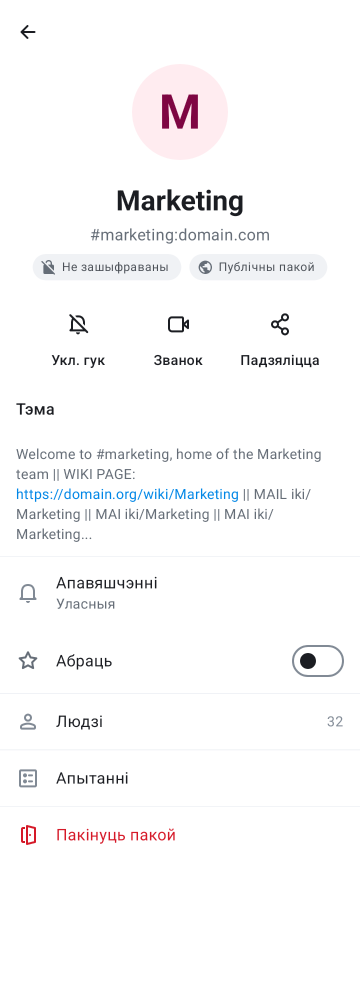 M
Marketing
#marketing:domain.com
Не зашыфраваны Публічны пакой
Укл. гук Званок Падзяліцца
Тэма
Welcome to #marketing, home of the Marketing
team || WIKI PAGE:
https://domain.org/wiki/Marketing || MAIL iki/
Marketing || MAI iki/Marketing || MAI iki/
Marketing...
Апавяшчэнні
Уласныя
Абраць
Людзі 32
Апытанні
Пакінуць пакой